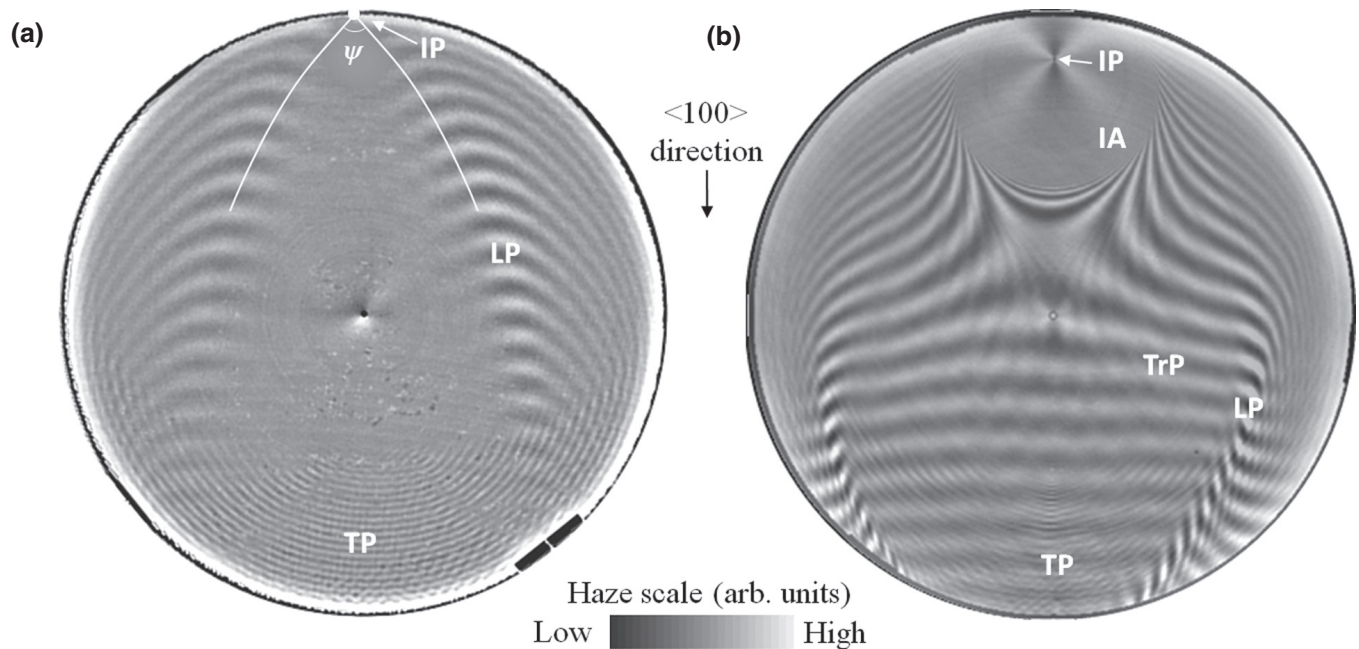 (a)
IP
ψ
LP
TP
(b)
IP
<100>
direction
IA
TrP
LP
TP
Haze scale (arb. units)
Low
High